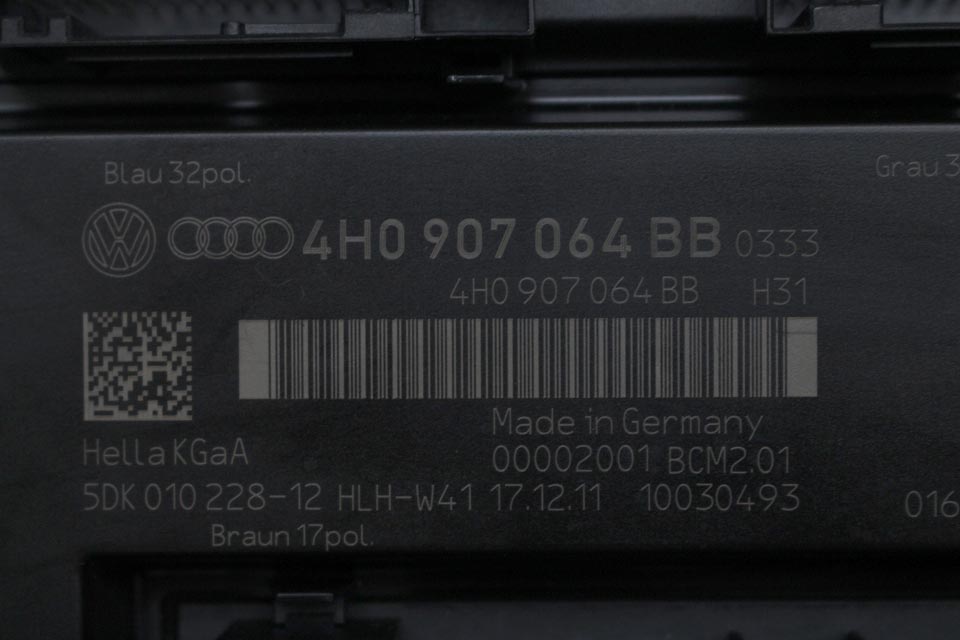 Blau 32pol.
Grau 3
4H0 907 064 BB 0333
4H0 907 064 BB H31
Made in Germany
Hella KGaA
00002001 BCM2.01
5DK 010 228-12 HLH-W41 17.12.11 10030493
016
Braun 17pol.